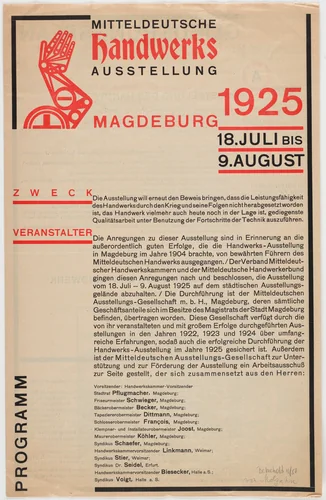 MITTELDEUTSCHE
Handwerks
AUSSTELLUNG
MAGDEBURG
1925
18. JULI BIS
9. AUGUST
ZWECK
Die Ausstellung will erneut den Beweis bringen, dass die Leistungsfähigkeit
des Handwerks durch den Krieg und seine Folgen nicht herabgesetzt worden
ist, das Handwerk vielmehr auch heute noch in der Lage ist, gediegenste
Qualitätsarbeit unter Benutzung der Fortschritte der Technik auszuführen.
VERANSTALTER
Die Anregungen zu dieser Ausstellung sind in Erinnerung an die
außerordentlich guten Erfolge, die die Handwerks-Ausstellung
in Magdeburg im Jahre 1904 brachte, von bewährten Führern des
Mitteldeutschen Handwerks ausgegangen. / Der Verband Mitteldeut-
scher Handwerkskammern und der Mitteldeutsche Handwerkerbund
gingen diesen Anregungen nach und beschlossen, die Ausstellung
vom 18. Juli – 9. August 1925 auf dem städtischen Ausstellungs-
gelände abzuhalten. / Die Durchführung ist der Mitteldeutschen
Ausstellungs-Gesellschaft m. b. H., Magdeburg, deren sämtliche
Geschäftsanteile sich im Besitze des Magistrats der Stadt Magdeburg
befinden, übertragen worden. Diese Gesellschaft verfügt durch die
von ihr veranstalteten und mit großem Erfolge durchgeführten Aus-
stellungen in den Jahren 1922, 1923 und 1924 über umfang-
reiche Erfahrungen, sodaß auch die erfolgreiche Durchführung der
Handwerks-Ausstellung im Jahre 1925 gesichert ist. Außerdem
ist der Mitteldeutschen Ausstellungs-Gesellschaft zur Unter-
stützung und zur Förderung der Ausstellung ein Arbeitsausschuß
zur Seite gestellt, der sich zusammensetzt aus den Herren:
Vorsitzender: Handwerkskammer-Vorsitzender
Stadtrat Pflugmacher, Magdeburg;
Friseurmeister Schwieger, Magdeburg;
Bäckerobermeister Becker, Magdeburg;
Tapeziererobermeister Dittmann, Magdeburg;
Schlosserobermeister François, Magdeburg;
Klempner- und Installateurobermeister Joost, Magdeburg;
Maurerobermeister Köhler, Magdeburg;
Syndikus Schaefer, Magdeburg;
Handwerkskammervorsitzender Linkmann, Weimar;
Syndikus Stier, Weimar;
Syndikus Dr. Seidel, Erfurt;
Handwerkskammervorsitzender Biesecker, Halle a. S.;
Syndikus Voigt, Halle a. S.
PROGRAMM